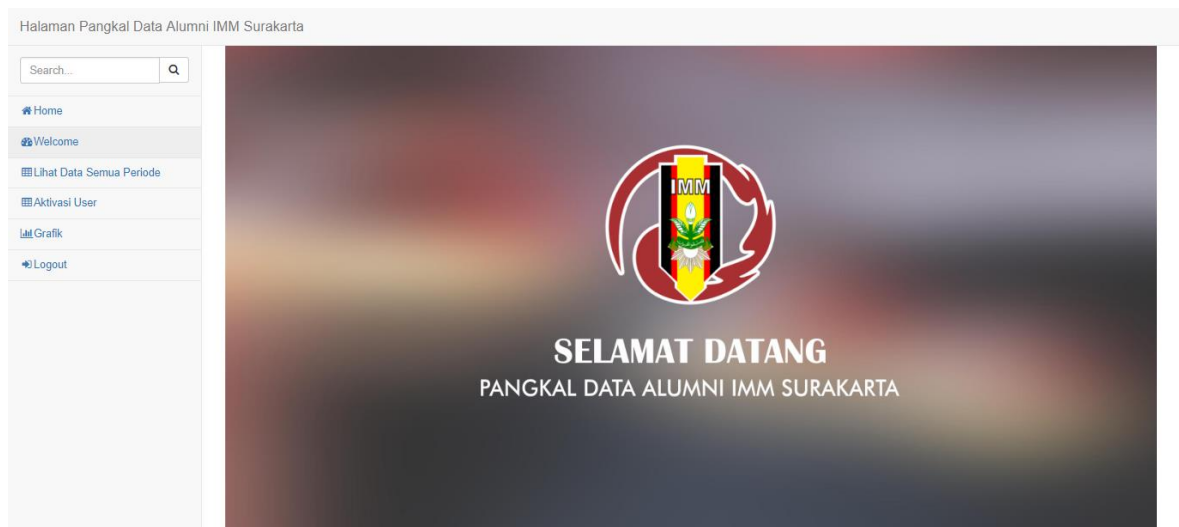 Halaman Pangkal Data Alumni IMM Surakarta
Search...
Home
Welcome
Lihat Data Semua Periode
Aktivasi User
Grafik
Logout
IMM
SELAMAT DATANG
PANGKAL DATA ALUMNI IMM SURAKARTA